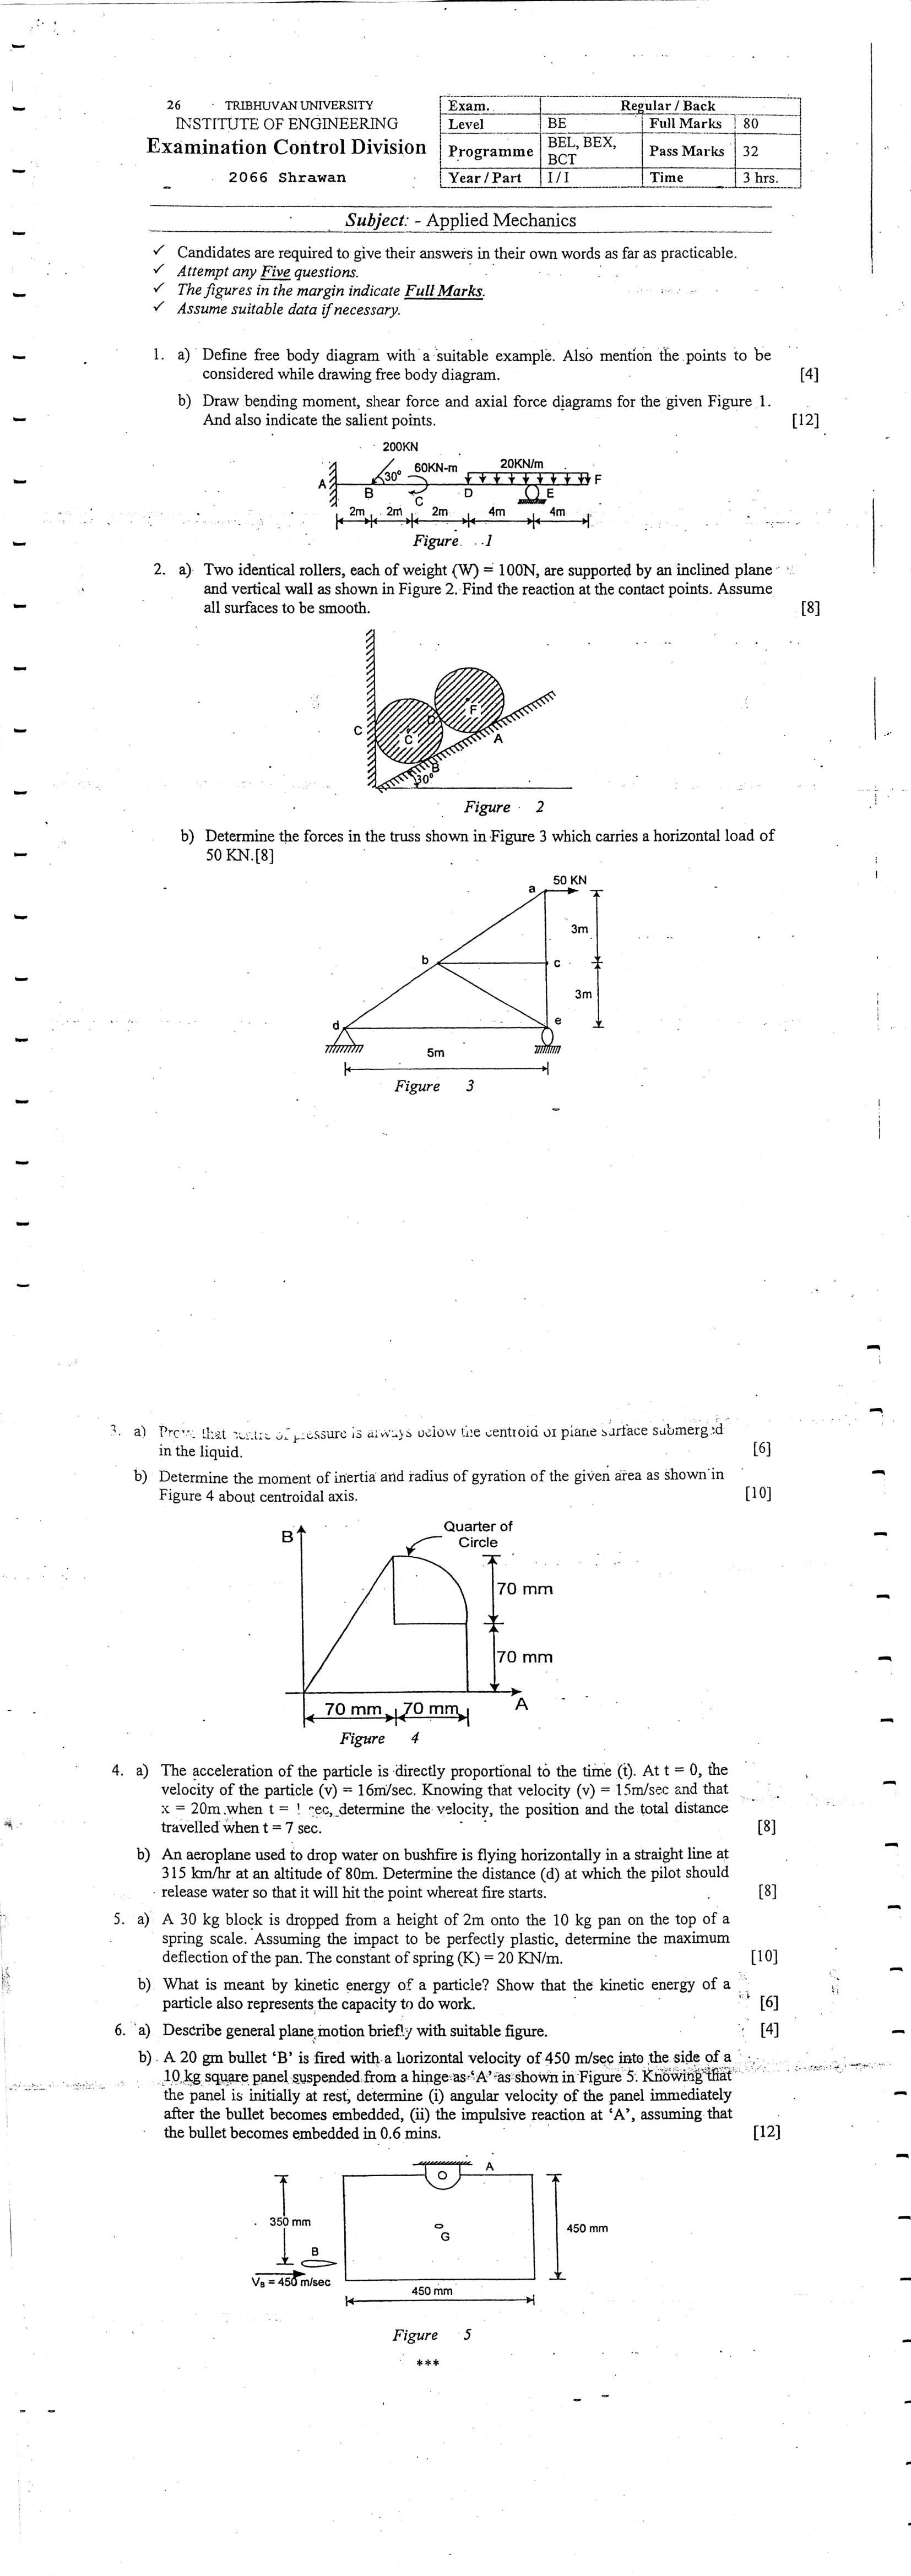 26 TRIBHUVAN UNIVERSITY
INSTITUTE OF ENGINEERING
Examination Control Division
2066 Shrawan
Exam. Regular / Back
Level BE Full Marks 80
Programme BEL, BEX, BCT Pass Marks 32
Year / Part I / I Time 3 hrs.
Subject: - Applied Mechanics
✓ Candidates are required to give their answers in their own words as far as practicable.
✓ Attempt any Five questions.
✓ The figures in the margin indicate Full Marks.
✓ Assume suitable data if necessary.
1. a) Define free body diagram with a suitable example. Also mention the points to be
considered while drawing free body diagram. [4]
b) Draw bending moment, shear force and axial force diagrams for the given Figure 1.
And also indicate the salient points. [12]
200KN
30° 60KN-m 20KN/m
A B C D E F
2m 2m 2m 4m 4m
Figure 1
2. a) Two identical rollers, each of weight (W) = 100N, are supported by an inclined plane
and vertical wall as shown in Figure 2. Find the reaction at the contact points. Assume
all surfaces to be smooth. [8]
F
D
C C A
B
30°
Figure 2
b) Determine the forces in the truss shown in Figure 3 which carries a horizontal load of
50 KN.[8]
50 KN
a
3m
b c
3m
d e
5m
Figure 3
3. a) Prove that centre of pressure is always below the centroid of plane surface submerged
in the liquid. [6]
b) Determine the moment of inertia and radius of gyration of the given area as shown in
Figure 4 about centroidal axis. [10]
Quarter of
Circle
B
70 mm
70 mm
A
70 mm 70 mm
Figure 4
4. a) The acceleration of the particle is directly proportional to the time (t). At t = 0, the
velocity of the particle (v) = 16m/sec. Knowing that velocity (v) = 15m/sec and that
x = 20m when t = 1 sec, determine the velocity, the position and the total distance
travelled when t = 7 sec. [8]
b) An aeroplane used to drop water on bushfire is flying horizontally in a straight line at
315 km/hr at an altitude of 80m. Determine the distance (d) at which the pilot should
release water so that it will hit the point whereat fire starts. [8]
5. a) A 30 kg block is dropped from a height of 2m onto the 10 kg pan on the top of a
spring scale. Assuming the impact to be perfectly plastic, determine the maximum
deflection of the pan. The constant of spring (K) = 20 KN/m. [10]
b) What is meant by kinetic energy of a particle? Show that the kinetic energy of a
particle also represents the capacity to do work. [6]
6. a) Describe general plane motion briefly with suitable figure. [4]
b) A 20 gm bullet ‘B’ is fired with a horizontal velocity of 450 m/sec into the side of a
10 kg square panel suspended from a hinge as ‘A’ as shown in Figure 5. Knowing that
the panel is initially at rest, determine (i) angular velocity of the panel immediately
after the bullet becomes embedded, (ii) the impulsive reaction at ‘A’, assuming that
the bullet becomes embedded in 0.6 mins. [12]
A
350 mm
G
450 mm
B
VB = 450 m/sec
450 mm
Figure 5
***